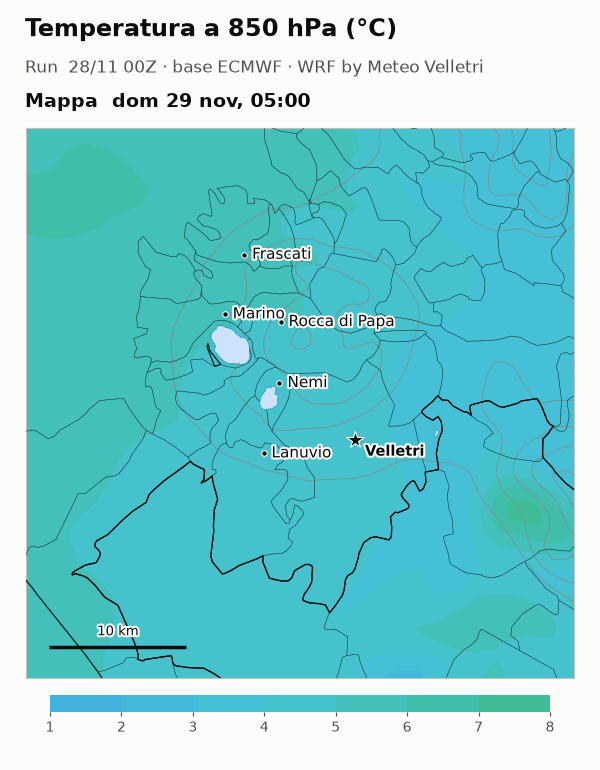 Temperatura a 850 hPa (°C)
Run  28/11 00Z · base ECMWF · WRF by Meteo Velletri
Mappa  dom 29 nov, 05:00
Frascati
Marino
Rocca di Papa
Nemi
Velletri
Lanuvio
10 km
1 2 3 4 5 6 7 8